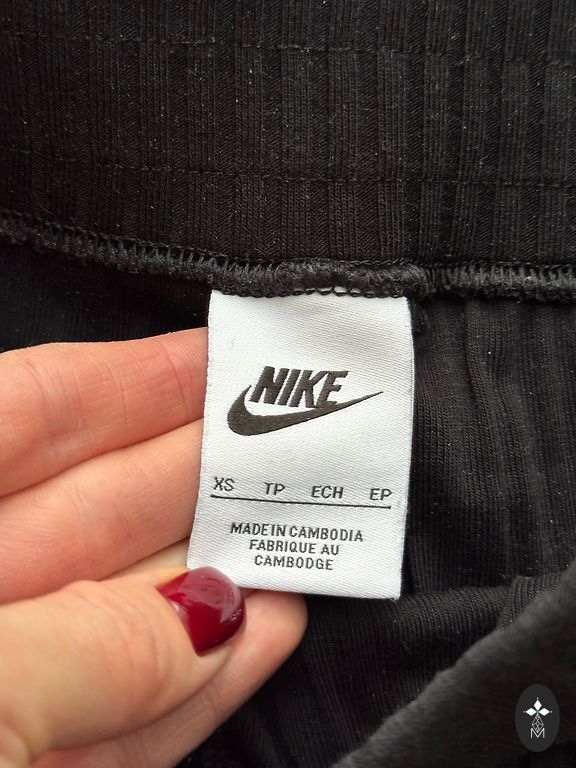 NIKE
XS TP ECH EP
MADE IN CAMBODIA
FABRIQUE AU
CAMBODGE